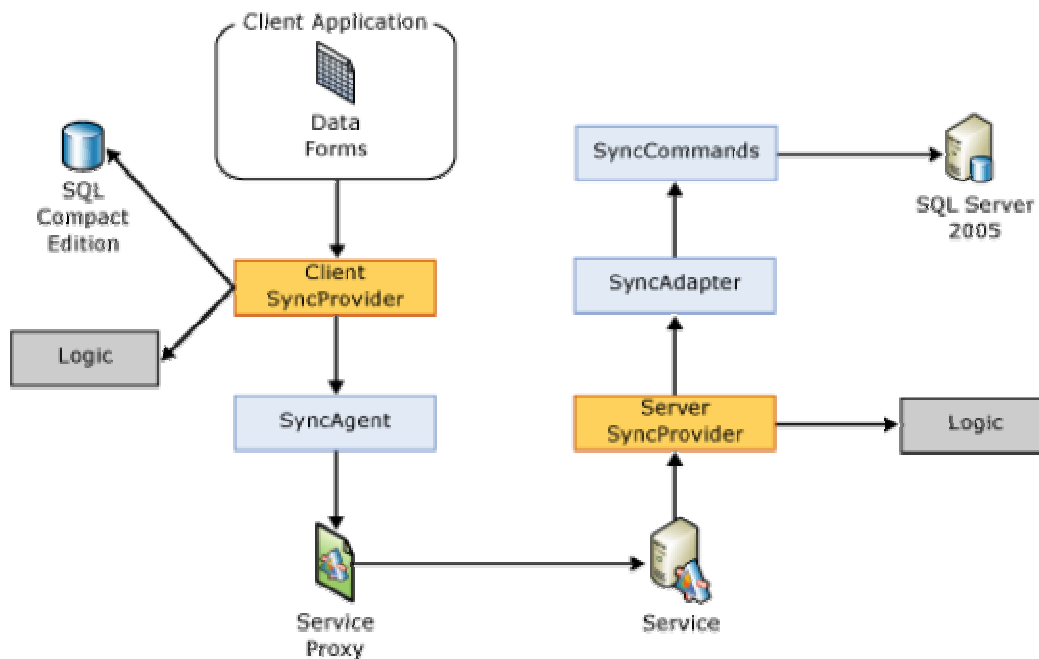 Client Application
Data
Forms
SQL
Compact
Edition
Client
SyncProvider
Logic
SyncAgent
Service
Proxy
SyncCommands
SQL Server
2005
SyncAdapter
Server
SyncProvider
Logic
Service